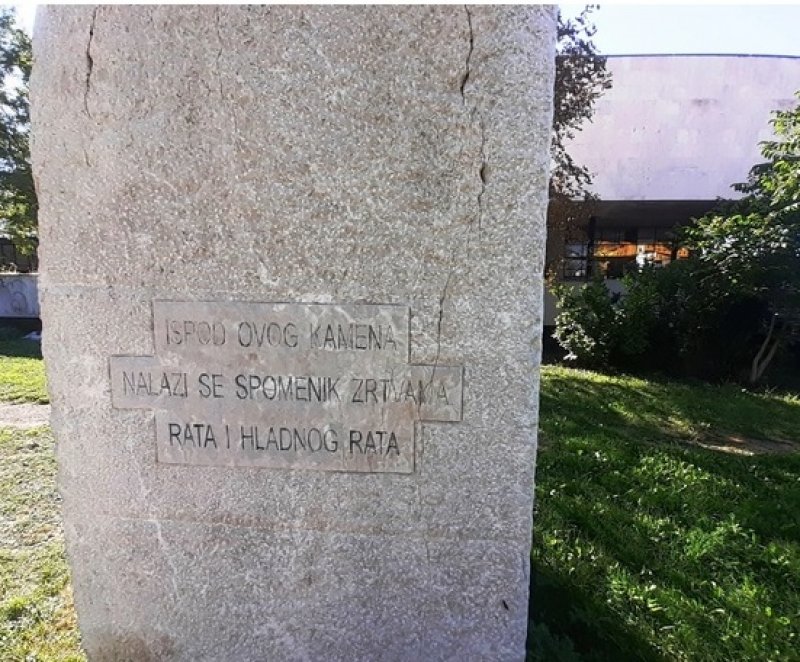 ISPOD OVOG KAMENA
NALAZI SE SPOMENIK ZRTVAMA
RATA I HLADNOG RATA